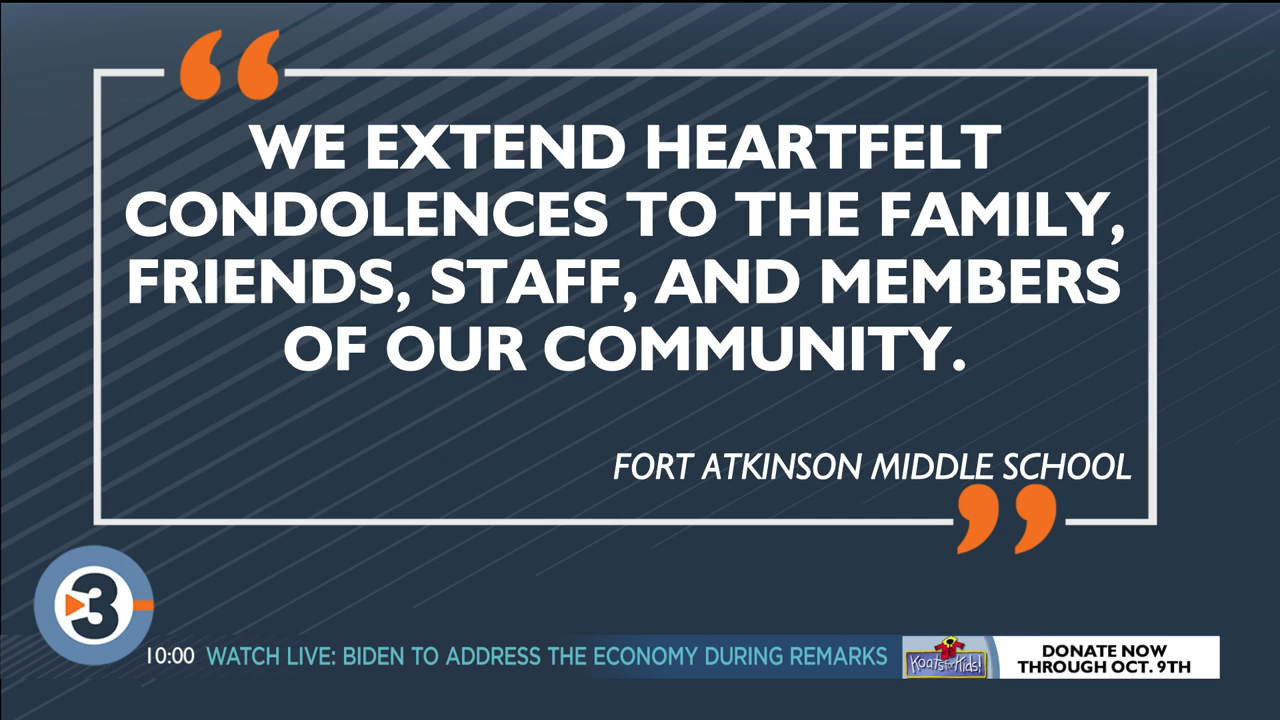 “
WE EXTEND HEARTFELT
CONDOLENCES TO THE FAMILY,
FRIENDS, STAFF, AND MEMBERS
OF OUR COMMUNITY.
FORT ATKINSON MIDDLE SCHOOL
”
3
10:00 WATCH LIVE: BIDEN TO ADDRESS THE ECONOMY DURING REMARKS
Koats for Kids!
DONATE NOW
THROUGH OCT. 9TH